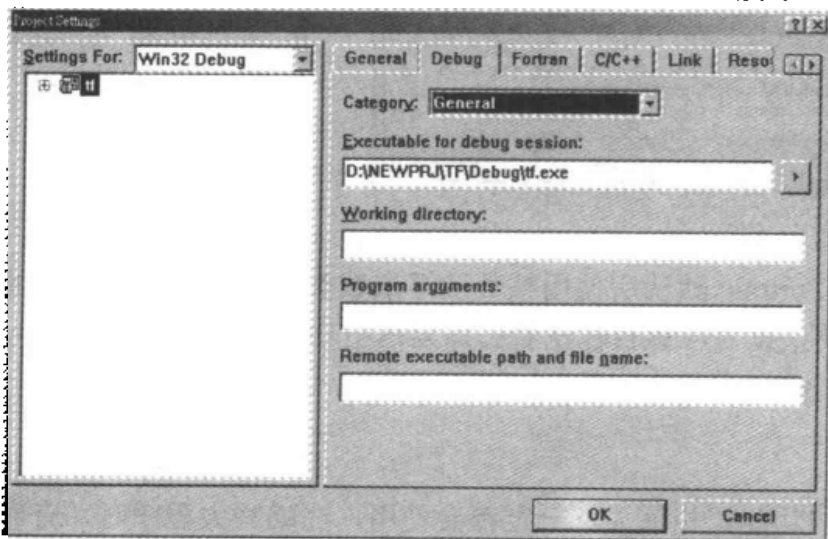 Project Settings
Settings For: Win32 Debug
tf
General Debug Fortran C/C++ Link Reso
Category: General
Executable for debug session:
D:\NEWPRJ\TF\Debug\tf.exe
Working directory:
Program arguments:
Remote executable path and file name:
OK Cancel